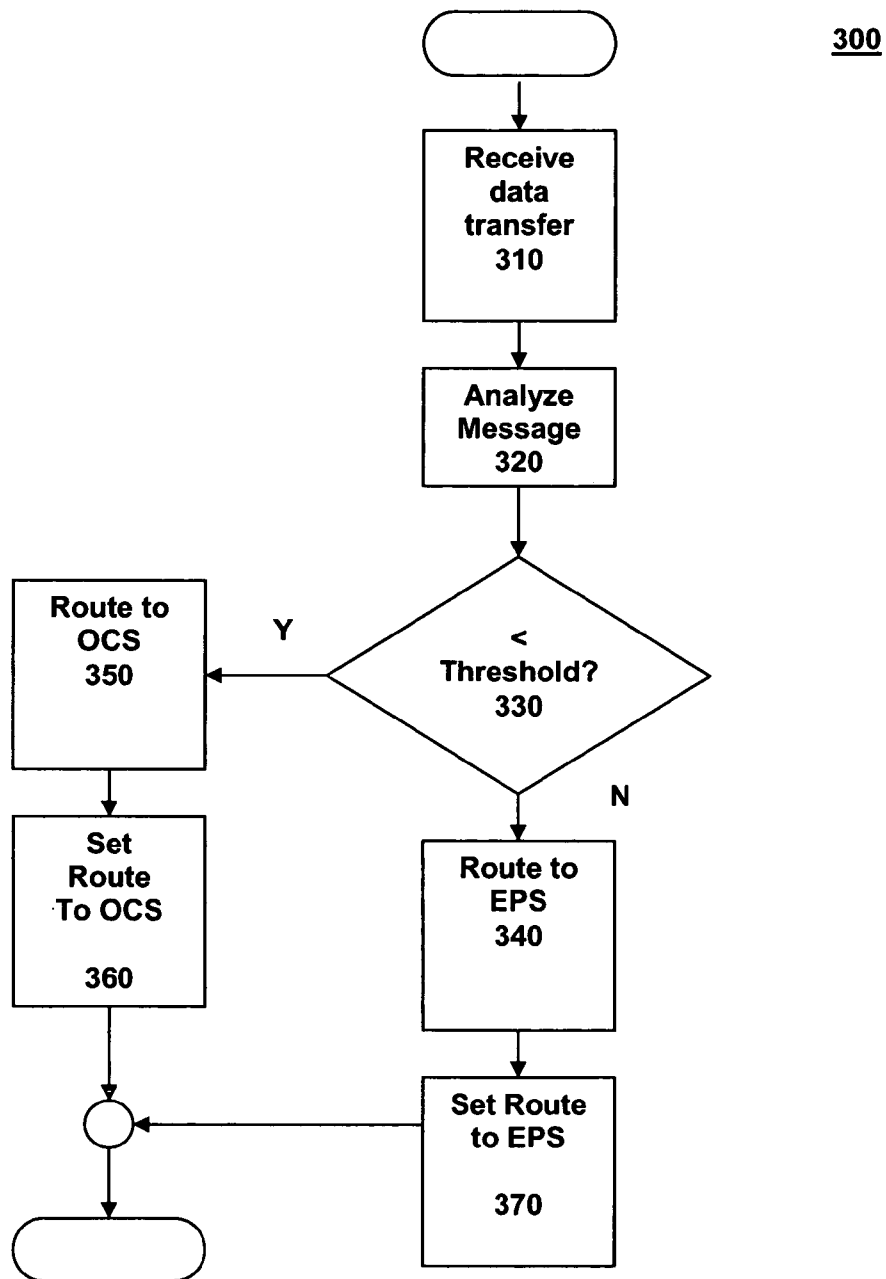 300
Receive
data
transfer
310
Analyze
Message
320
<
Threshold?
330
Y
N
Route to
OCS
350
Set
Route
To OCS
360
Route to
EPS
340
Set Route
to EPS
370